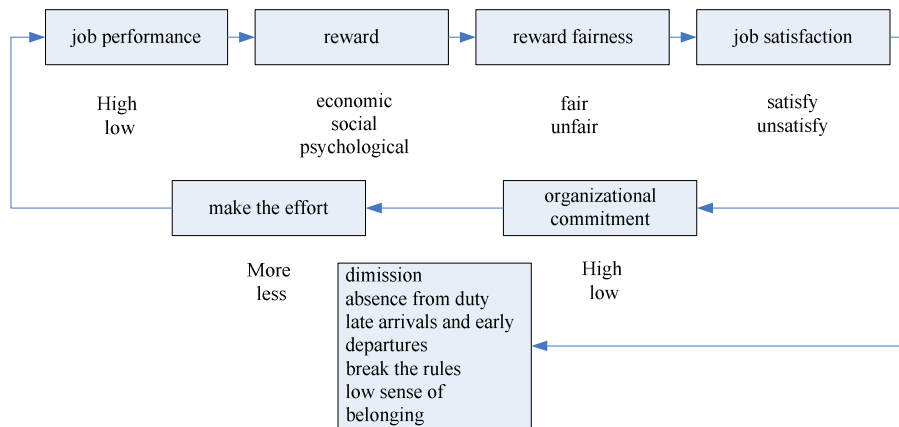 job performance
reward
reward fairness
job satisfaction
High
low
economic
social
psychological
fair
unfair
satisfy
unsatisfy
make the effort
organizational
commitment
More
less
dimission
absence from duty
late arrivals and early
departures
break the rules
low sense of
belonging
High
low